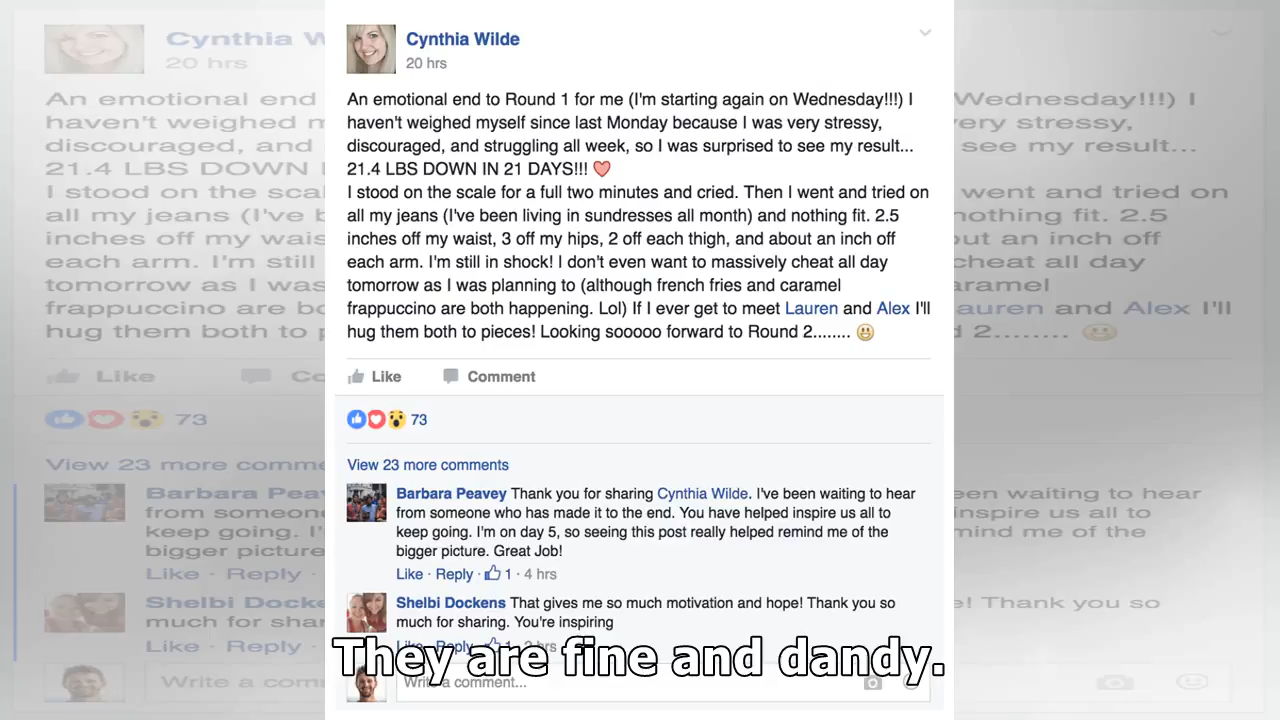 Cynthia Wilde
20 hrs
An emotional end to Round 1 for me (I'm starting again on Wednesday!!!) I
haven't weighed myself since last Monday because I was very stressy,
discouraged, and struggling all week, so I was surprised to see my result...
21.4 LBS DOWN IN 21 DAYS!!!
I stood on the scale for a full two minutes and cried. Then I went and tried on
all my jeans (I've been living in sundresses all month) and nothing fit. 2.5
inches off my waist, 3 off my hips, 2 off each thigh, and about an inch off
each arm. I'm still in shock! I don't even want to massively cheat all day
tomorrow as I was planning to (although french fries and caramel
frappuccino are both happening. Lol) If I ever get to meet Lauren and Alex I'll
hug them both to pieces! Looking sooooo forward to Round 2........
Like Comment
73
View 23 more comments
Barbara Peavey Thank you for sharing Cynthia Wilde. I've been waiting to hear
from someone who has made it to the end. You have helped inspire us all to
keep going. I'm on day 5, so seeing this post really helped remind me of the
bigger picture. Great Job!
Like · Reply · 1 · 4 hrs
Shelbi Dockens That gives me so much motivation and hope! Thank you so
much for sharing. You're inspiring
Like · Reply · 1 · hrs
They are fine and dandy.
Write a comment...